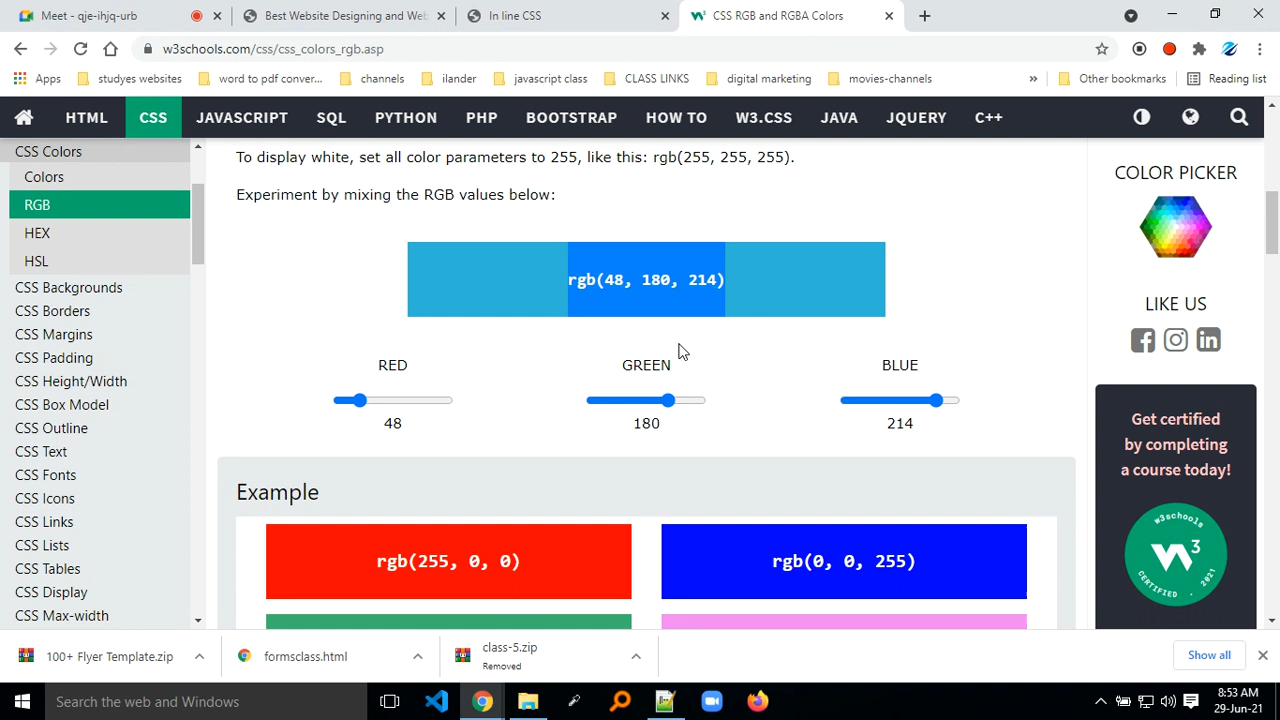 Meet - qje-ihjq-urb
Best Website Designing and Web
In line CSS
CSS RGB and RGBA Colors
w3schools.com/css/css_colors_rgb.asp
Apps
studyes websites
word to pdf conver...
channels
ilander
javascript class
CLASS LINKS
digital marketing
movies-channels
»
Other bookmarks
Reading list
HTML
CSS
JAVASCRIPT
SQL
PYTHON
PHP
BOOTSTRAP
HOW TO
W3.CSS
JAVA
JQUERY
C++
CSS Colors
Colors
RGB
HEX
HSL
CSS Backgrounds
CSS Borders
CSS Margins
CSS Padding
CSS Height/Width
CSS Box Model
CSS Outline
CSS Text
CSS Fonts
CSS Icons
CSS Links
CSS Lists
CSS Tables
CSS Display
CSS Max-width
To display white, set all color parameters to 255, like this: rgb(255, 255, 255).
Experiment by mixing the RGB values below:
rgb(48, 180, 214)
RED
GREEN
BLUE
48
180
214
Example
rgb(255, 0, 0)
rgb(0, 0, 255)
COLOR PICKER
LIKE US
Get certified
by completing
a course today!
w3schools
W3
CERTIFIED . 2021
100+ Flyer Template.zip
formsclass.html
class-5.zip
Removed
Show all
Search the web and Windows
8:53 AM
29-Jun-21